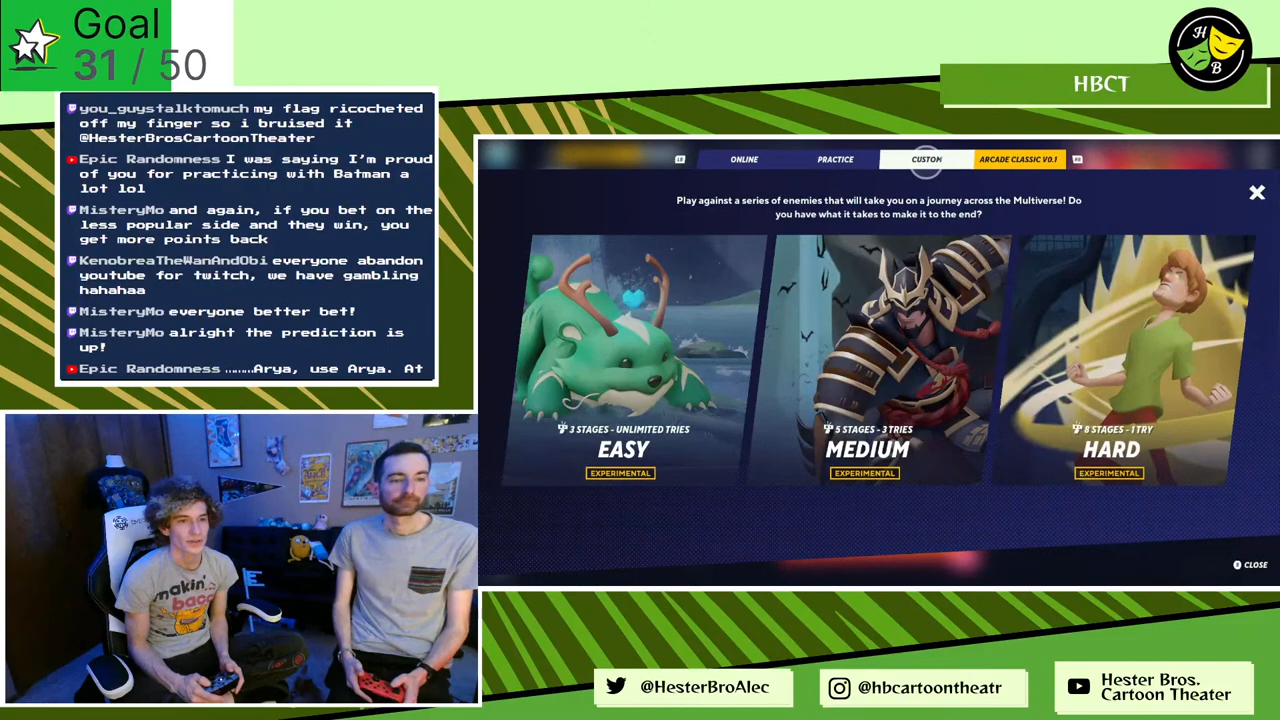 Goal
31 / 50
H
B
HBCT
you_guystalktomuch my flag ricocheted
off my finger so i bruised it
@HesterBrosCartoonTheater
Epic Randomness I was saying I'm proud
of you for practicing with Batman a
lot lol
MisteryMo and again, if you bet on the
less popular side and they win, you
get more points back
KenobreaTheWanAndObi everyone abandon
youtube for twitch, we have gambling
hahahaa
MisteryMo everyone better bet!
MisteryMo alright the prediction is
up!
Epic Randomness ……..Arya, use Arya. At
LB
ONLINE
PRACTICE
CUSTOM
ARCADE CLASSIC V0.1
RB
Play against a series of enemies that will take you on a journey across the Multiverse! Do
you have what it takes to make it to the end?
3 STAGES - UNLIMITED TRIES
EASY
EXPERIMENTAL
5 STAGES - 3 TRIES
MEDIUM
EXPERIMENTAL
8 STAGES - 1 TRY
HARD
EXPERIMENTAL
CLOSE
makin'
@HesterBroAlec
@hbcartoontheatr
Hester Bros.
Cartoon Theater